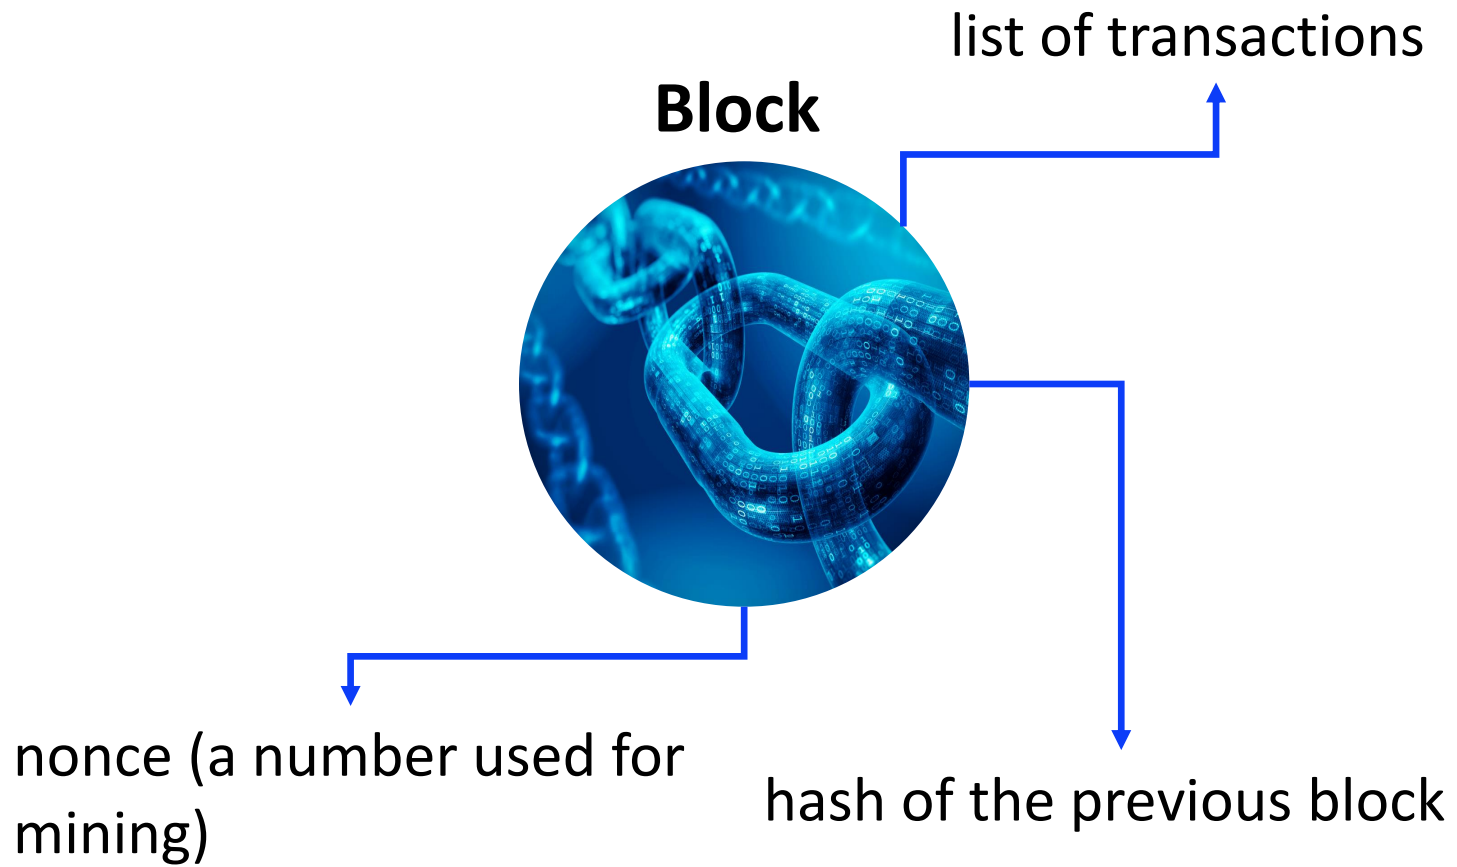 list of transactions
Block
nonce (a number used for
mining)
hash of the previous block